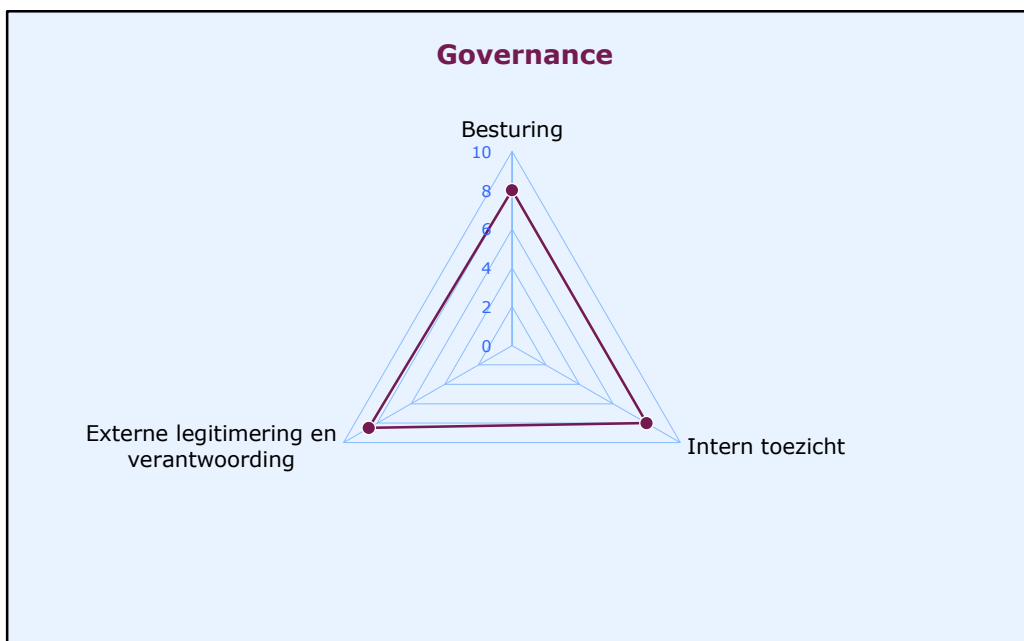 Governance
Besturing
10
8
6
4
2
0
Externe legitimering en
verantwoording
Intern toezicht